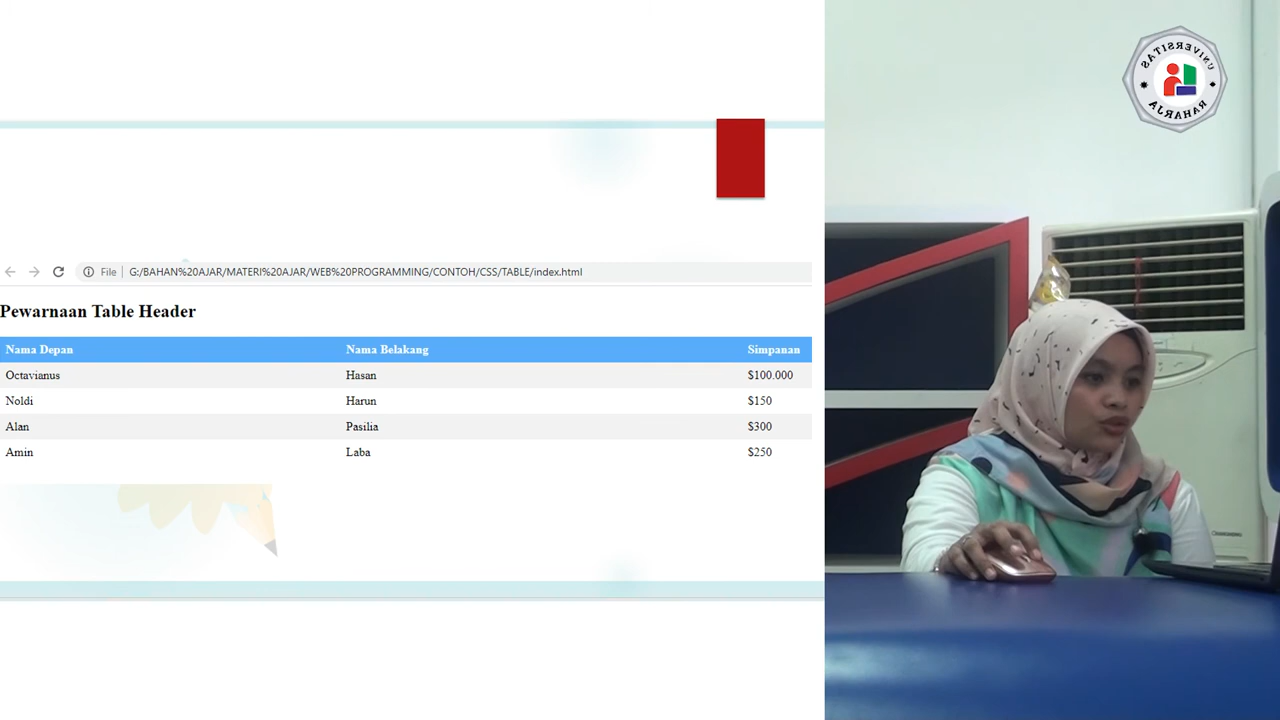 UNIVERSITAS
RAHARJA
File
G:/BAHAN%20AJAR/MATERI%20AJAR/WEB%20PROGRAMMING/CONTOH/CSS/TABLE/index.html
Pewarnaan Table Header
Nama Depan Nama Belakang Simpanan
Octavianus Hasan $100.000
Noldi Harun $150
Alan Pasilia $300
Amin Laba $250